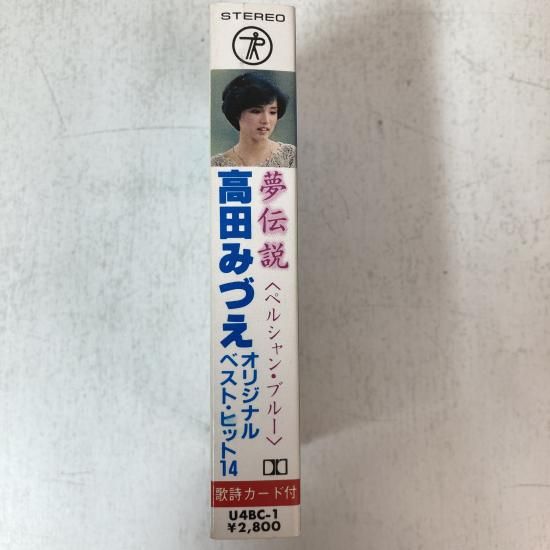 STEREO
夢伝説
〈ペルシャン・ブルー〉
高田みづえ
オリジナル
ベスト・ヒット14
歌詩カード付
U4BC-1
¥2,800